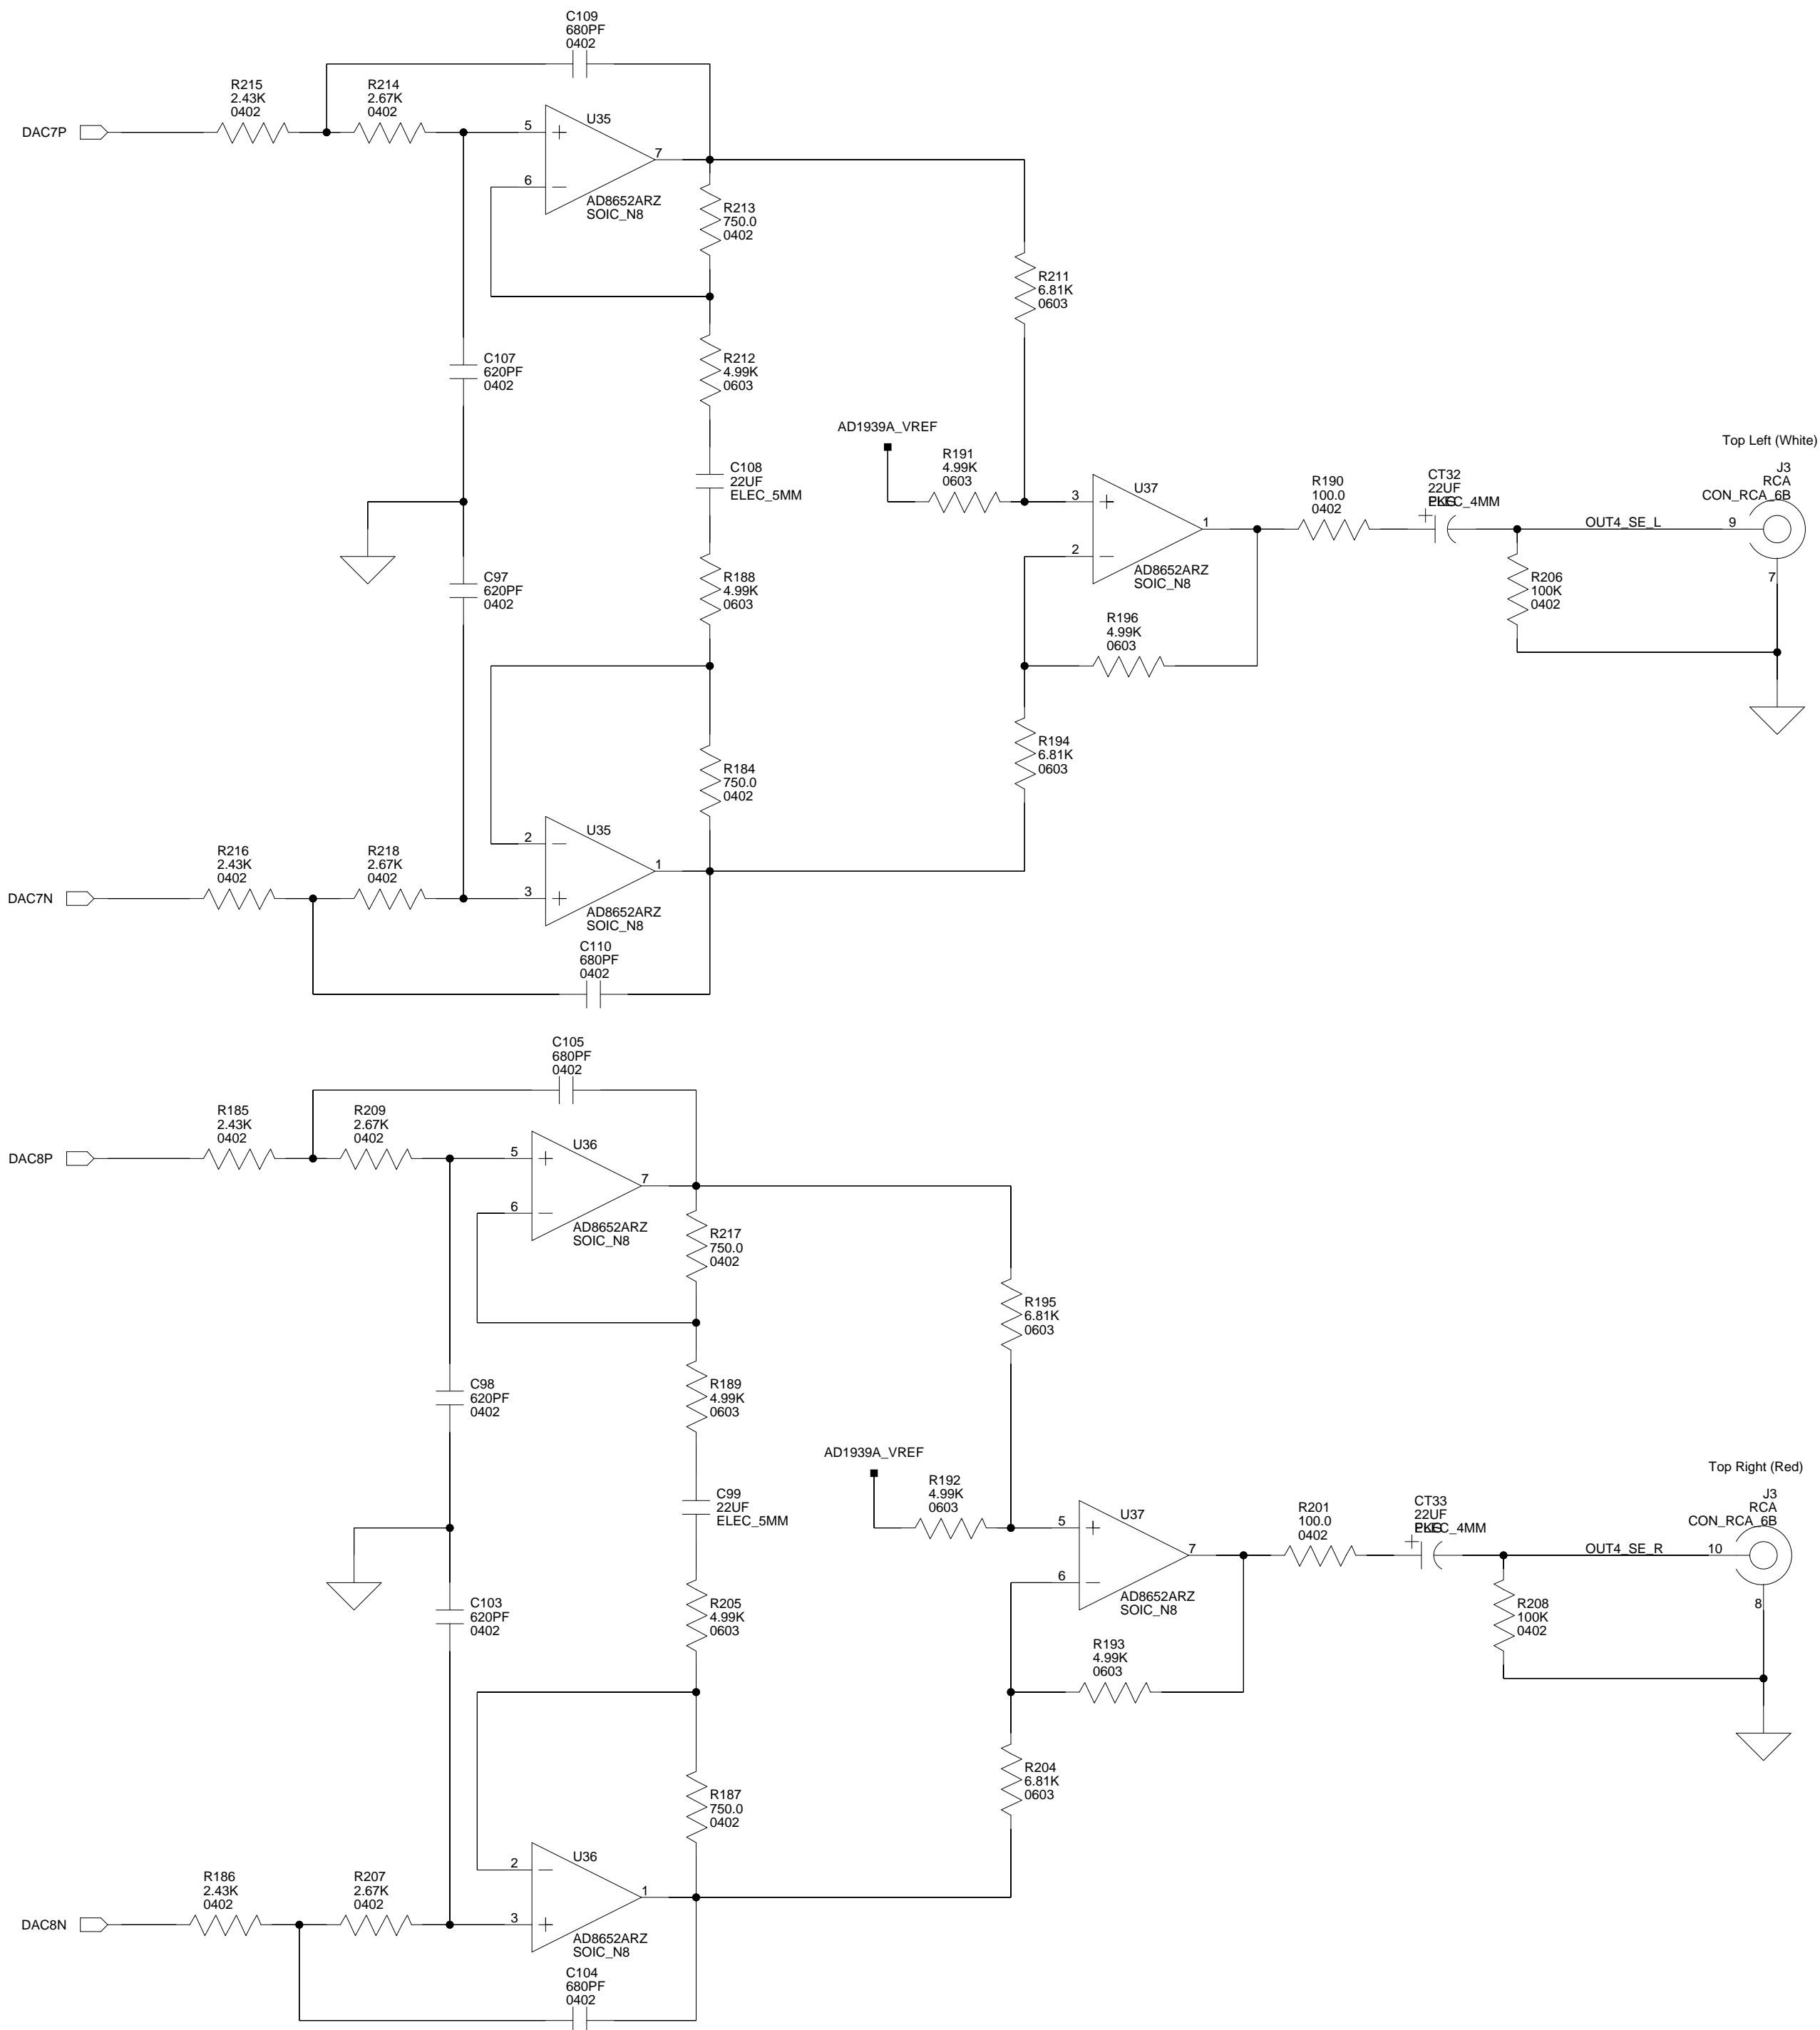 C109
680PF
0402
R215
2.43K
0402
R214
2.67K
0402
DAC7P
5
6
7
U35
AD8652ARZ
SOIC_N8
R213
750.0
0402
R211
6.81K
0603
C107
620PF
0402
R212
4.99K
0603
AD1939A_VREF
R191
4.99K
0603
C108
22UF
ELEC_5MM
3
2
1
U37
AD8652ARZ
SOIC_N8
R190
100.0
0402
CT32
22UF
ELEC_4MM
+
OUT4_SE_L
Top Left (White)
J3
RCA
CON_RCA_6B
9
7
R206
100K
0402
C97
620PF
0402
R188
4.99K
0603
R196
4.99K
0603
R194
6.81K
0603
R184
750.0
0402
R216
2.43K
0402
R218
2.67K
0402
DAC7N
2
3
1
U35
AD8652ARZ
SOIC_N8
C110
680PF
0402
C105
680PF
0402
R185
2.43K
0402
R209
2.67K
0402
DAC8P
5
6
7
U36
AD8652ARZ
SOIC_N8
R217
750.0
0402
R195
6.81K
0603
C98
620PF
0402
R189
4.99K
0603
AD1939A_VREF
R192
4.99K
0603
C99
22UF
ELEC_5MM
5
6
7
U37
AD8652ARZ
SOIC_N8
R201
100.0
0402
CT33
22UF
ELEC_4MM
+
OUT4_SE_R
Top Right (Red)
J3
RCA
CON_RCA_6B
10
8
R208
100K
0402
C103
620PF
0402
R205
4.99K
0603
R193
4.99K
0603
R204
6.81K
0603
R187
750.0
0402
R186
2.43K
0402
R207
2.67K
0402
DAC8N
2
3
1
U36
AD8652ARZ
SOIC_N8
C104
680PF
0402